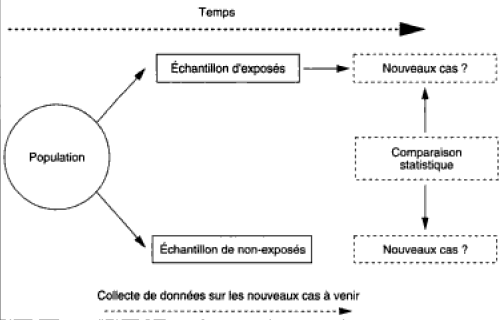 Temps
Échantillon d'exposés
Nouveaux cas ?
Population
Comparaison
statistique
Échantillon de non-exposés
Nouveaux cas ?
Collecte de données sur les nouveaux cas à venir